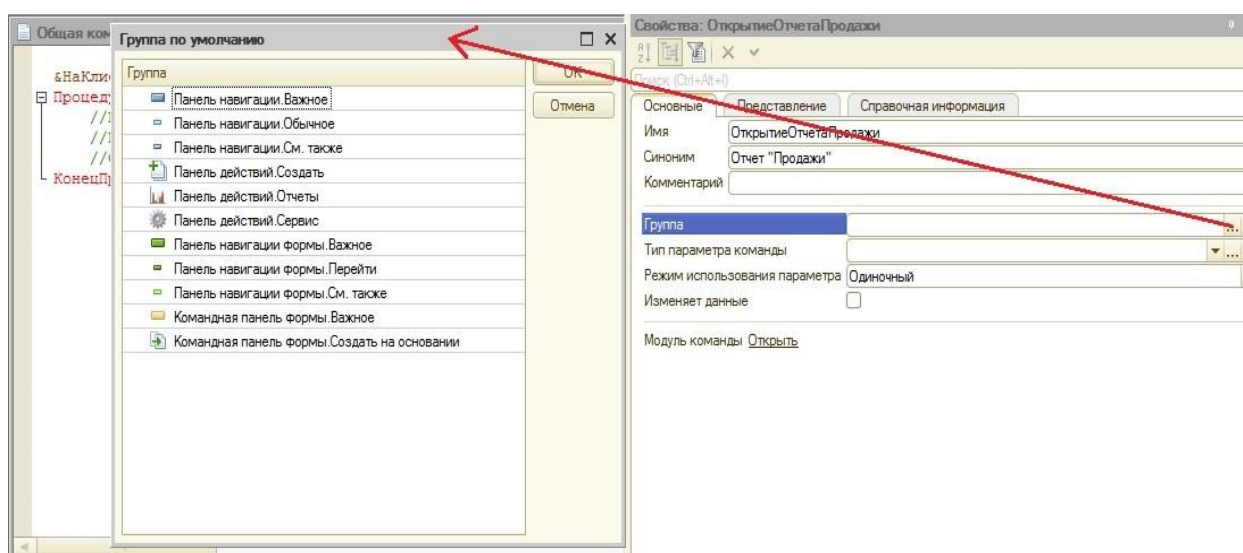 Общая ком
&НаКли
Процед
//
//
//
КонецП
Группа по умолчанию
Группа
Панель навигации.Важное
Панель навигации.Обычное
Панель навигации.См. также
Панель действий.Создать
Панель действий.Отчеты
Панель действий.Сервис
Панель навигации формы.Важное
Панель навигации формы.Перейти
Панель навигации формы.См. также
Командная панель формы.Важное
Командная панель формы.Создать на основании
ОК
Отмена
Свойства: ОткрытиеОтчетаПродажи
Поиск (Ctrl+Alt+I)
Основные Представление Справочная информация
Имя ОткрытиеОтчетаПродажи
Синоним Отчет "Продажи"
Комментарий
Группа ...
Тип параметра команды ...
Режим использования параметра Одиночный
Изменяет данные
Модуль команды Открыть